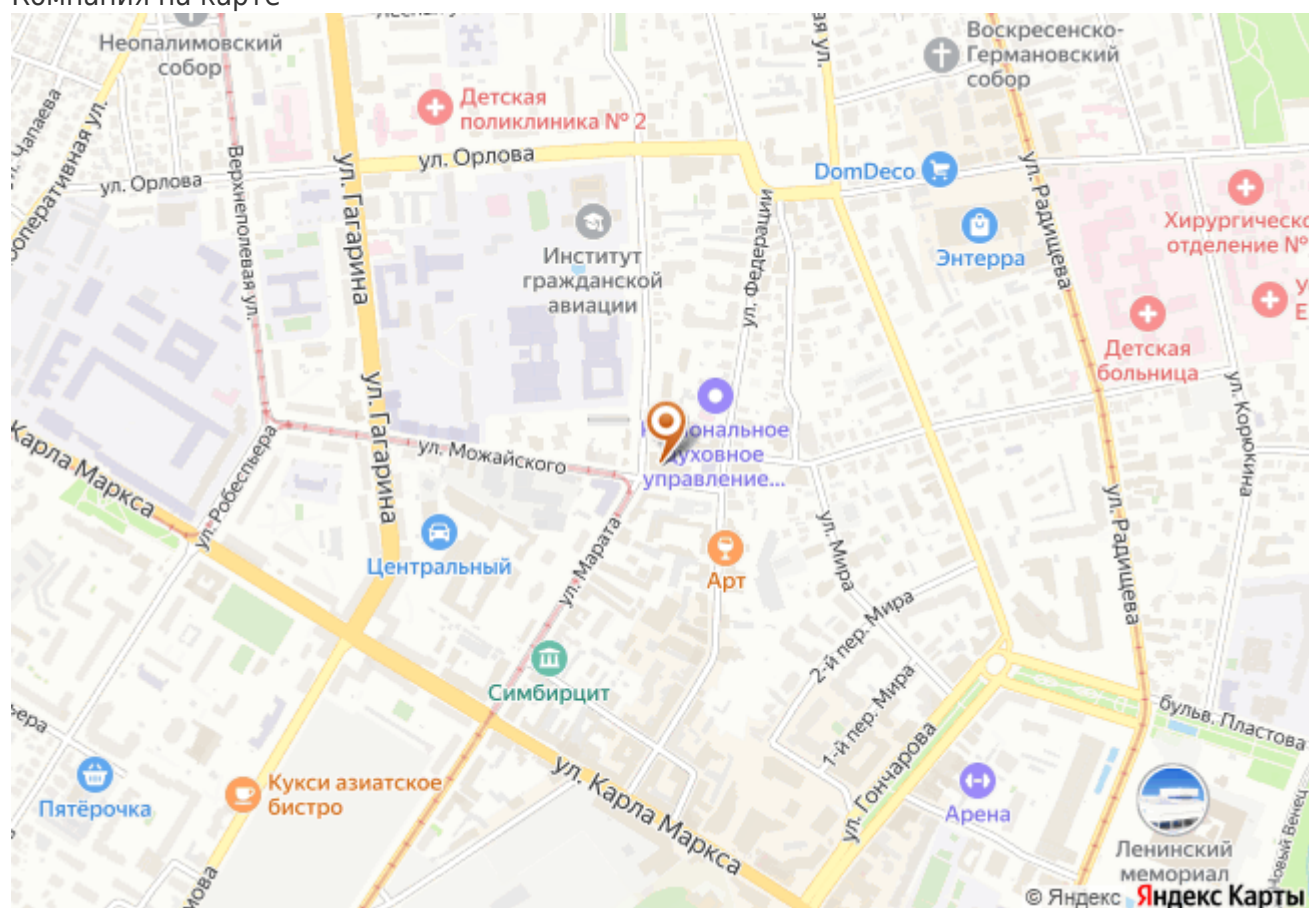 Компания на карте
Неопалимовский
собор
Воскресенско-
Германовский
собор
Детская
поликлиника № 2
ул. Чапаева
Верхнеполевая ул.
ул. Орлова
ул. Орлова
ул. Гагарина
DomDeco
ул. Радищева
Хирургическо
отделение №
Институт
гражданской
авиации
ул. Федерации
Энтерра
Детская
больница
ул. Гагарина
ул. Корюкина
ональное
духовное
управление...
Карла Маркса
ул. Робеспьера
ул. Можайского
ул. Радищева
Центральный
ул. Марата
Арт
ул. Мира
2-й пер. Мира
Симбирцит
1-й пер. Мира
бульв. Пластова
ул. Гончарова
Пятёрочка
Кукси азиатское
бистро
ул. Карла Маркса
Арена
Ленинский
мемориал
Новый Венец
© Яндекс Яндекс Карты